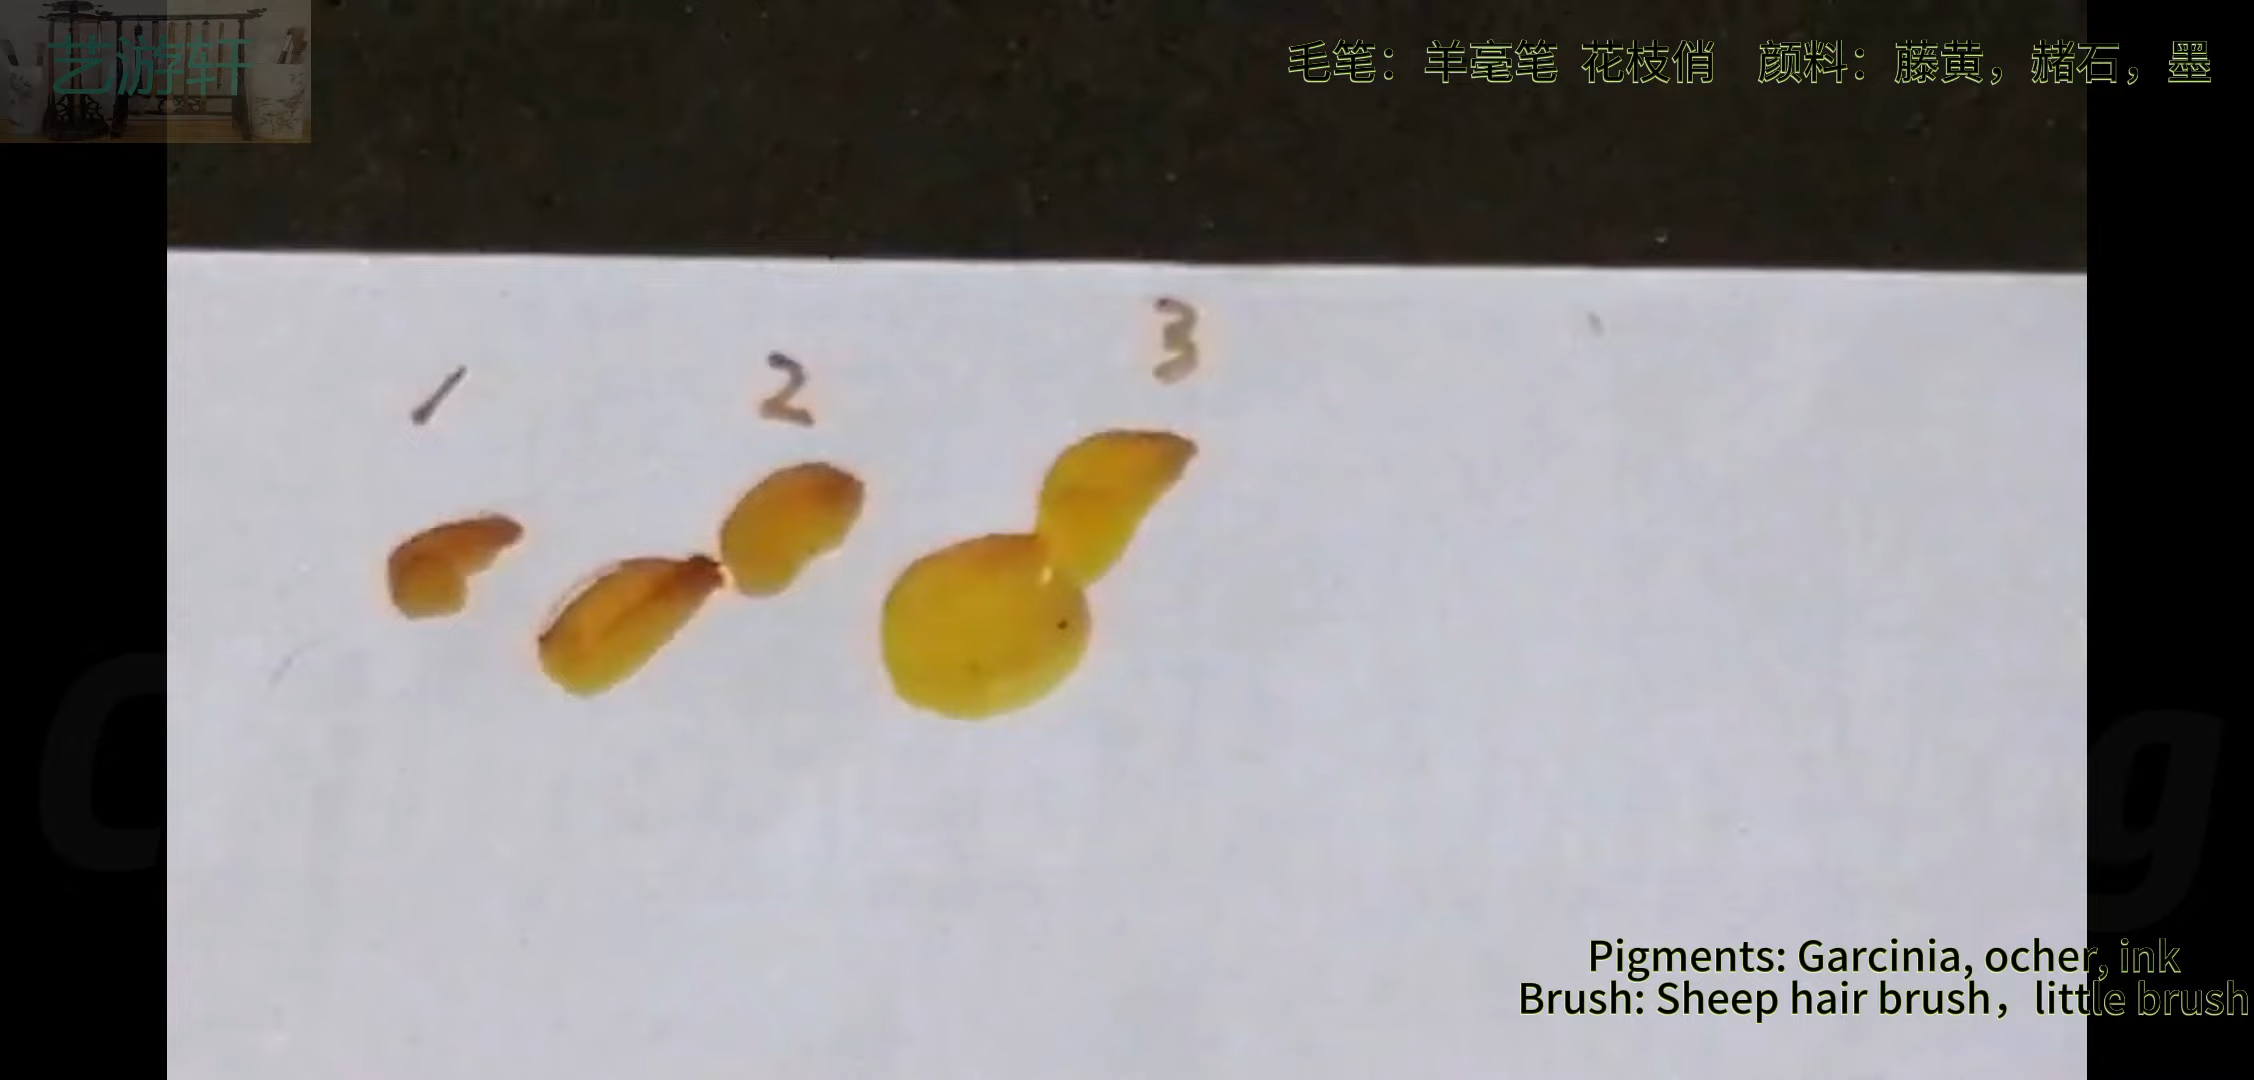 艺游轩
毛笔：羊毫笔 花枝俏 颜料：藤黄，赭石，墨
1
2
3
Pigments: Garcinia, ocher, ink
Brush: Sheep hair brush，little brush